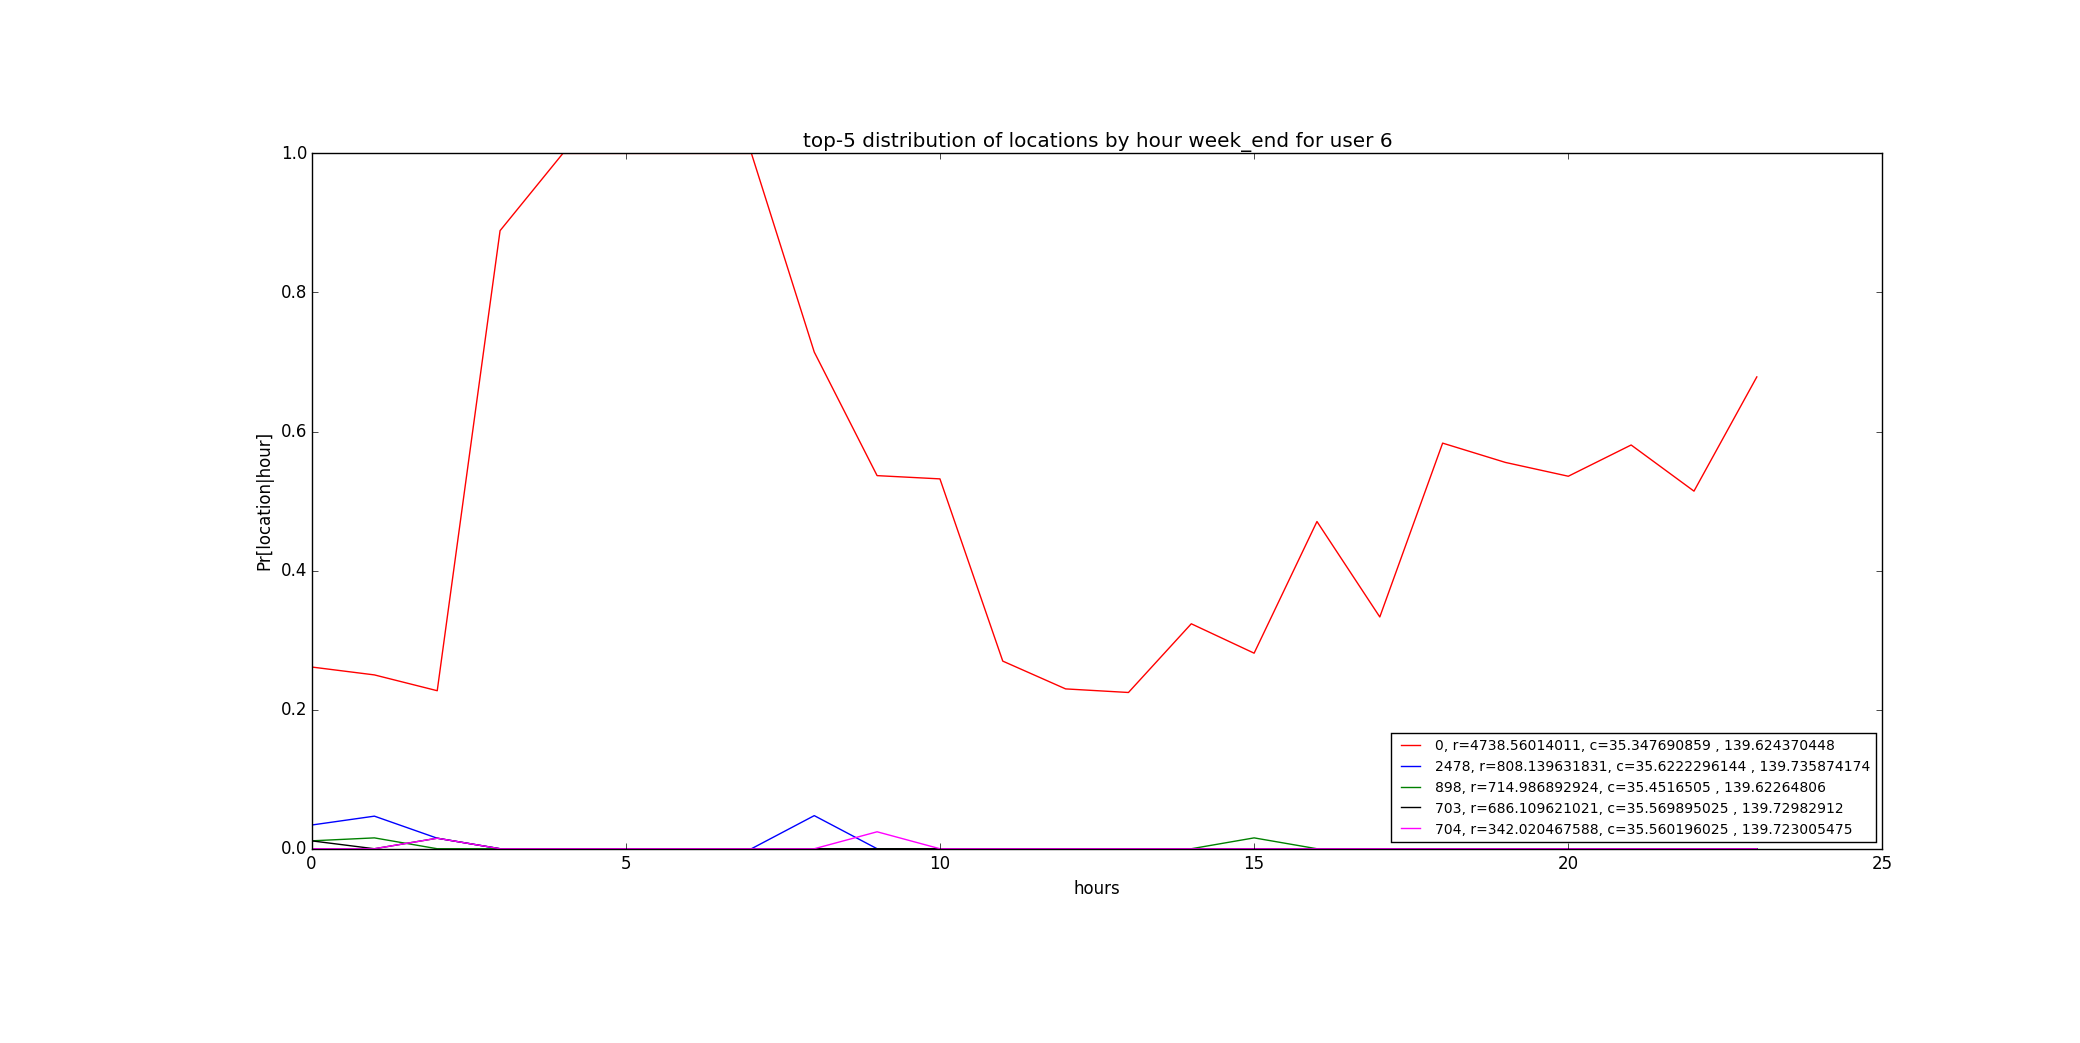 top-5 distribution of locations by hour week_end for user 6
1.0
0.8
0.6
0.4
0.2
0.0
Pr[location|hour]
0, r=4738.56014011, c=35.347690859 , 139.624370448
2478, r=808.139631831, c=35.6222296144 , 139.735874174
898, r=714.986892924, c=35.4516505 , 139.62264806
703, r=686.109621021, c=35.569895025 , 139.72982912
704, r=342.020467588, c=35.560196025 , 139.723005475
0 5 10 15 20 25
hours